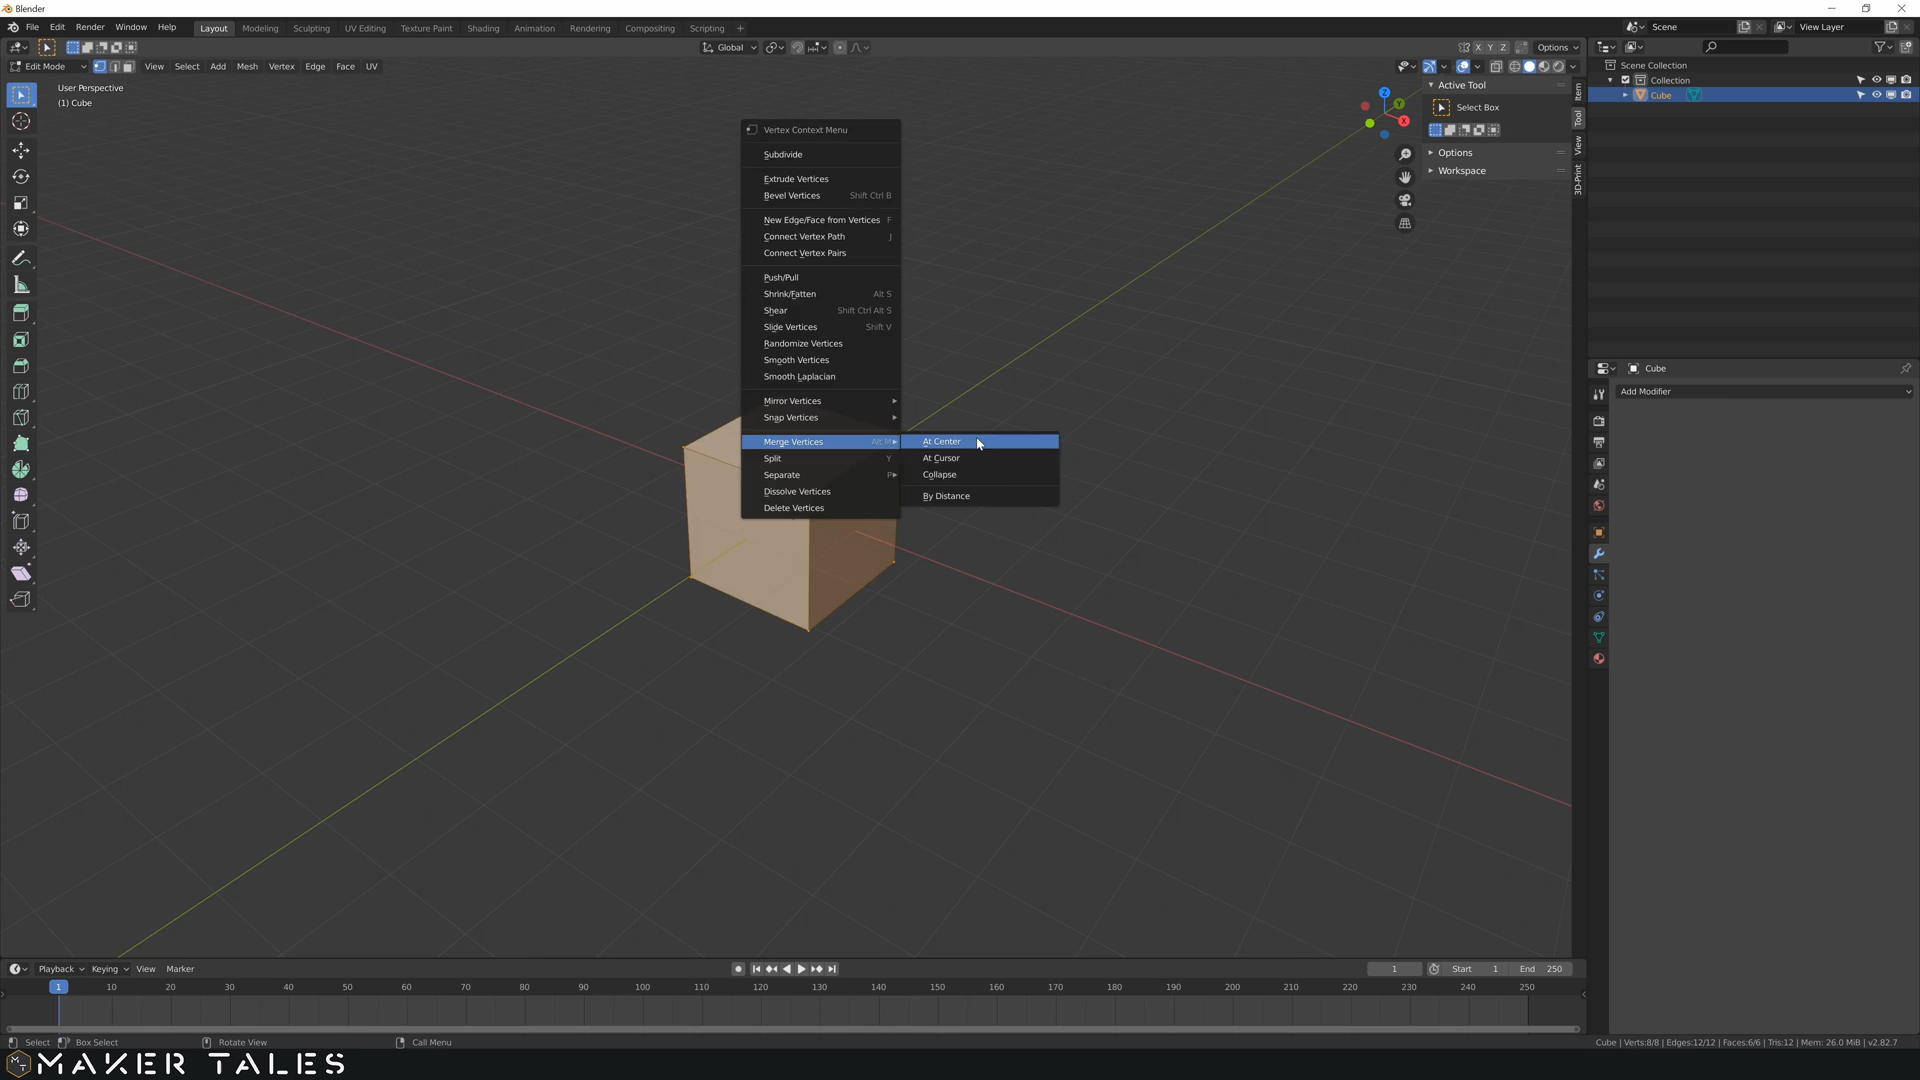 Blender
File Edit Render Window Help
Layout Modeling Sculpting UV Editing Texture Paint Shading Animation Rendering Compositing Scripting +
Scene
View Layer
Global
X Y Z
Options
Edit Mode
View Select Add Mesh Vertex Edge Face UV
User Perspective
(1) Cube
Z
Y
X
Active Tool
Select Box
Options
Workspace
Item
Tool
View
3D-Print
Scene Collection
Collection
Cube
Vertex Context Menu
Subdivide
Extrude Vertices
Bevel Vertices Shift Ctrl B
New Edge/Face from Vertices F
Connect Vertex Path J
Connect Vertex Pairs
Push/Pull
Shrink/Fatten Alt S
Shear Shift Ctrl Alt S
Slide Vertices Shift V
Randomize Vertices
Smooth Vertices
Smooth Laplacian
Mirror Vertices
Snap Vertices
Merge Vertices Alt M
Split Y
Separate P
Dissolve Vertices
Delete Vertices
At Center
At Cursor
Collapse
By Distance
Cube
Add Modifier
Playback Keying View Marker
1 Start 1 End 250
1 10 20 30 40 50 60 70 80 90 100 110 120 130 140 150 160 170 180 190 200 210 220 230 240 250
Select Box Select Rotate View Call Menu
Cube | Verts:8/8 | Edges:12/12 | Faces:6/6 | Tris:12 | Mem: 26.0 MiB | v2.82.7
MAKER TALES